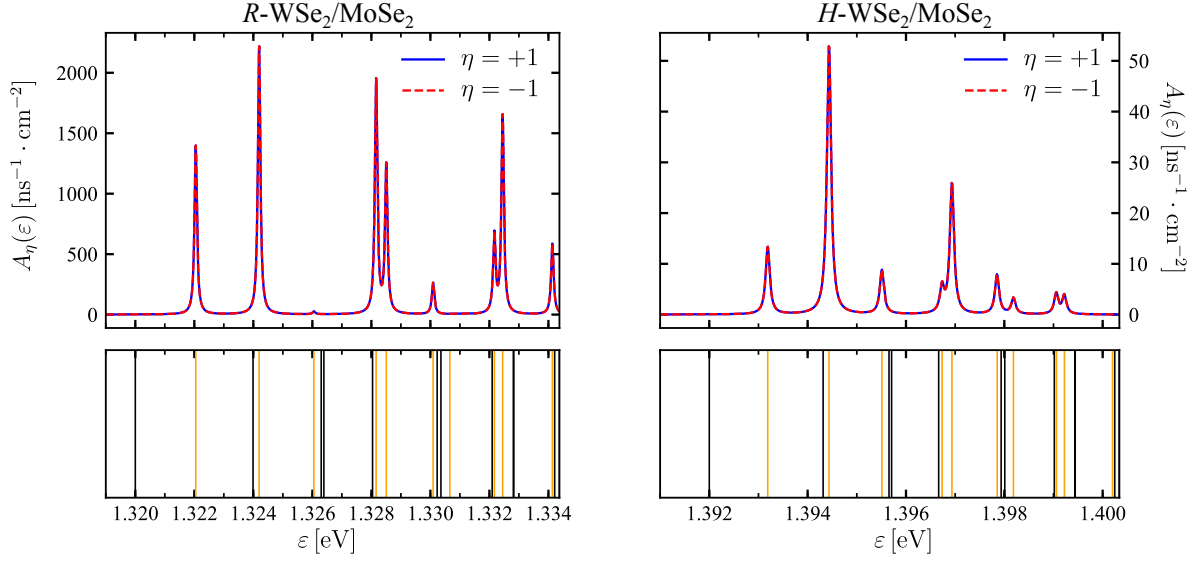 R-WSe₂/MoSe₂
H-WSe₂/MoSe₂
A_η(ε) [ns⁻¹ · cm⁻²]
2000
1500
1000
500
0
η = +1
η = −1
η = +1
η = −1
50
40
30
20
10
0
A_η(ε) [ns⁻¹ · cm⁻²]
1.320 1.322 1.324 1.326 1.328 1.330 1.332 1.334
ε [eV]
1.392 1.394 1.396 1.398 1.400
ε [eV]